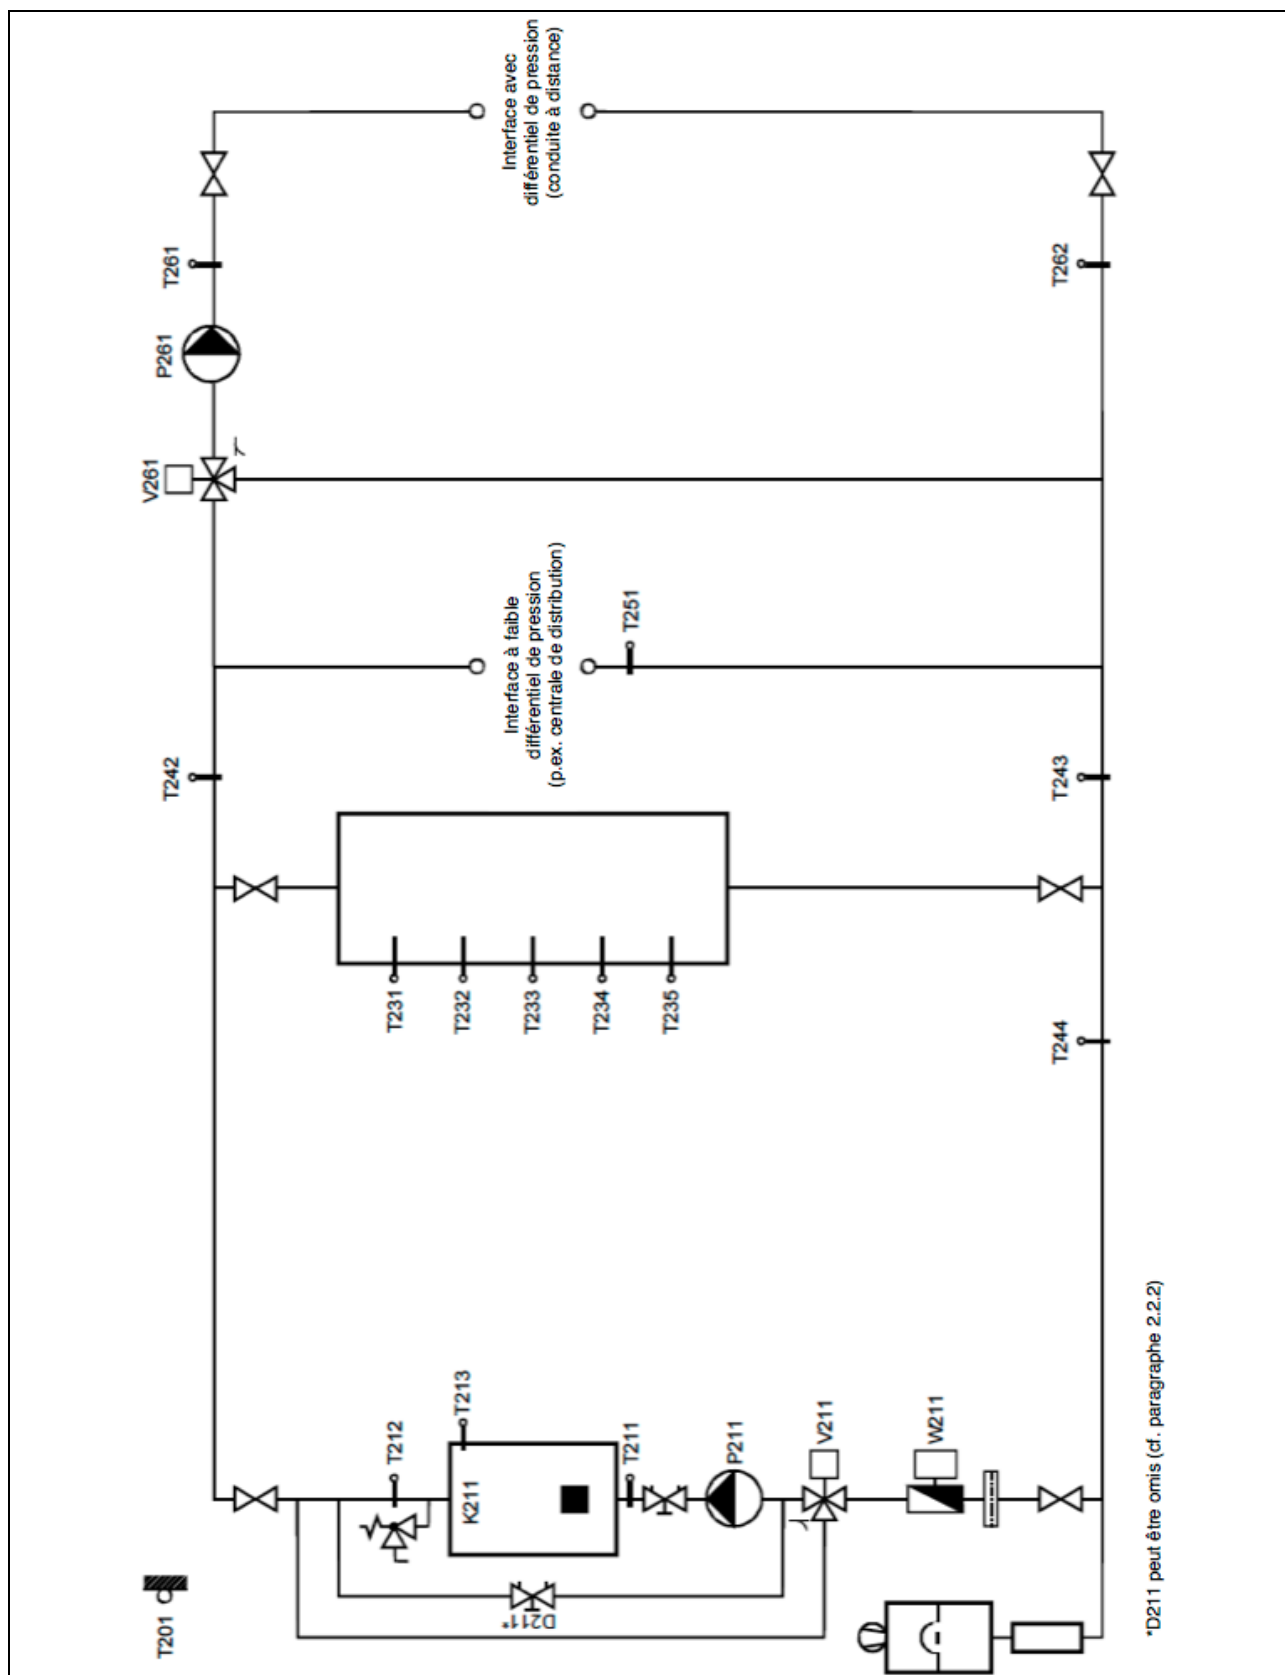 Interface avec
différentiel de pression
(conduite à distance)
T261
T262
P261
V261
Interface à faible
différentiel de pression
(p.ex. centrale de distribution)
T251
T242
T243
T231
T232
T233
T234
T235
T244
T213
T212
K211
T211
P211
V211
W211
D211*
T201
*D211 peut être omis (cf. paragraphe 2.2.2)